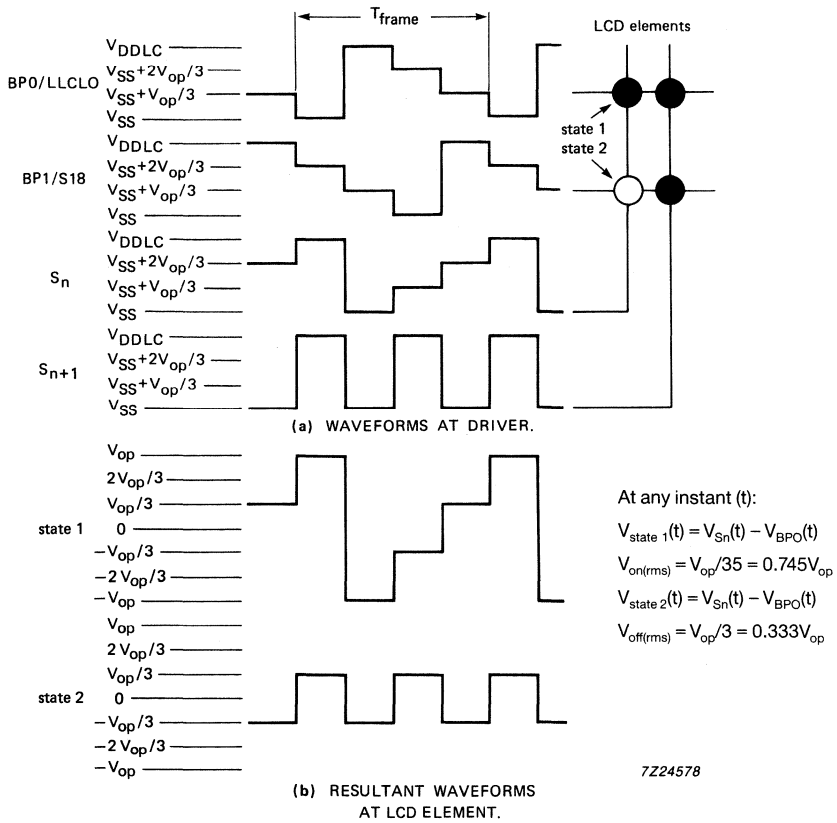 T_frame
LCD elements
V_DDLC
V_SS+2V_op/3
BP0/LLCLO
V_SS+V_op/3
V_SS
state 1
state 2
V_DDLC
V_SS+2V_op/3
BP1/S18
V_SS+V_op/3
V_SS
V_DDLC
V_SS+2V_op/3
S_n
V_SS+V_op/3
V_SS
V_DDLC
V_SS+2V_op/3
S_n+1
V_SS+V_op/3
V_SS
(a) WAVEFORMS AT DRIVER.
V_op
2V_op/3
V_op/3
state 1
0
-V_op/3
-2V_op/3
-V_op
At any instant (t):
V_state 1(t) = V_Sn(t) – V_BPO(t)
V_on(rms) = V_op/35 = 0.745V_op
V_state 2(t) = V_Sn(t) – V_BPO(t)
V_off(rms) = V_op/3 = 0.333V_op
V_op
2V_op/3
V_op/3
state 2
0
-V_op/3
-2V_op/3
-V_op
7Z24578
(b) RESULTANT WAVEFORMS
AT LCD ELEMENT.